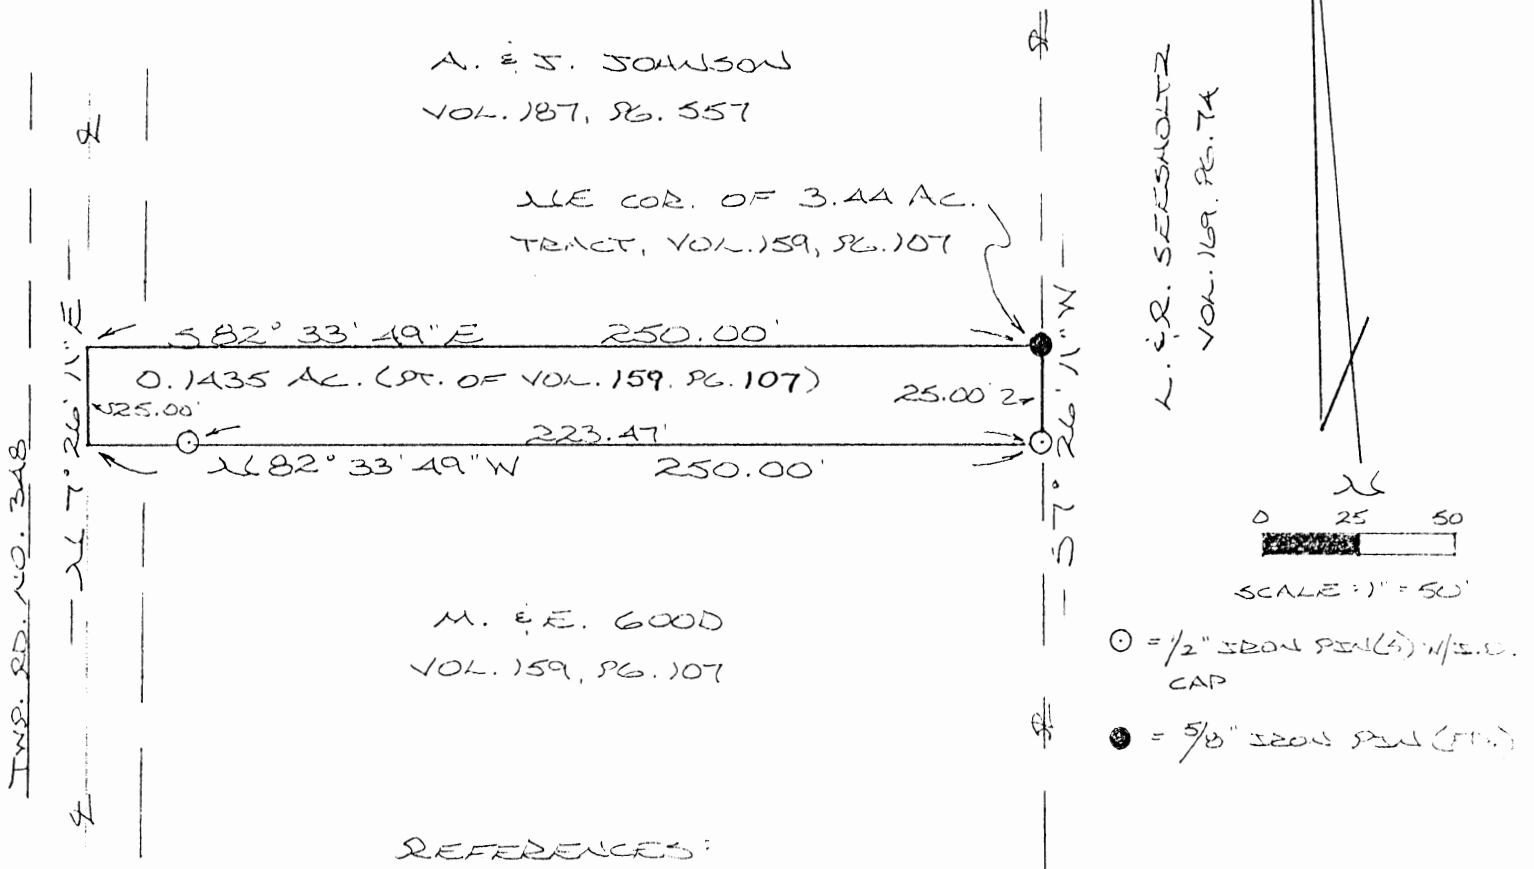 A. & J. JOHNSON
VOL. 187, PG. 557
NE COR. OF 3.44 AC.
TRACT, VOL. 159, PG. 107
L. & R. SEESHOLTZ
VOL. 169, PG. 74
S 82° 33' 49" E 250.00'
0.1435 AC. (PT. OF VOL. 159, PG. 107)
25.00'
25.00'
223.47'
N 82° 33' 49" W 250.00'
N 7° 26' 11" E
S 7° 26' 11" W
TWP. RD. NO. 348
M. & E. GOOD
VOL. 159, PG. 107
N
0 25 50
SCALE: 1" = 50'
= 1/2" IRON PIN(S) W/I.D.
CAP
= 5/8" IRON PIN (FD.)
REFERENCES: